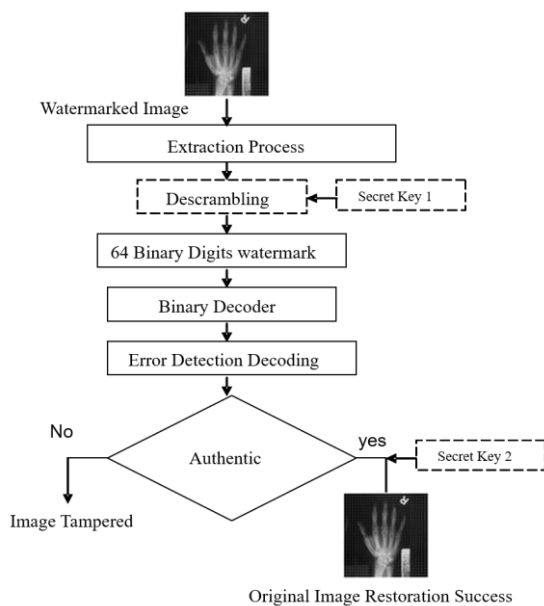 Watermarked Image
Extraction Process
Descrambling
Secret Key 1
64 Binary Digits watermark
Binary Decoder
Error Detection Decoding
No
Authentic
yes
Secret Key 2
Image Tampered
Original Image Restoration Success